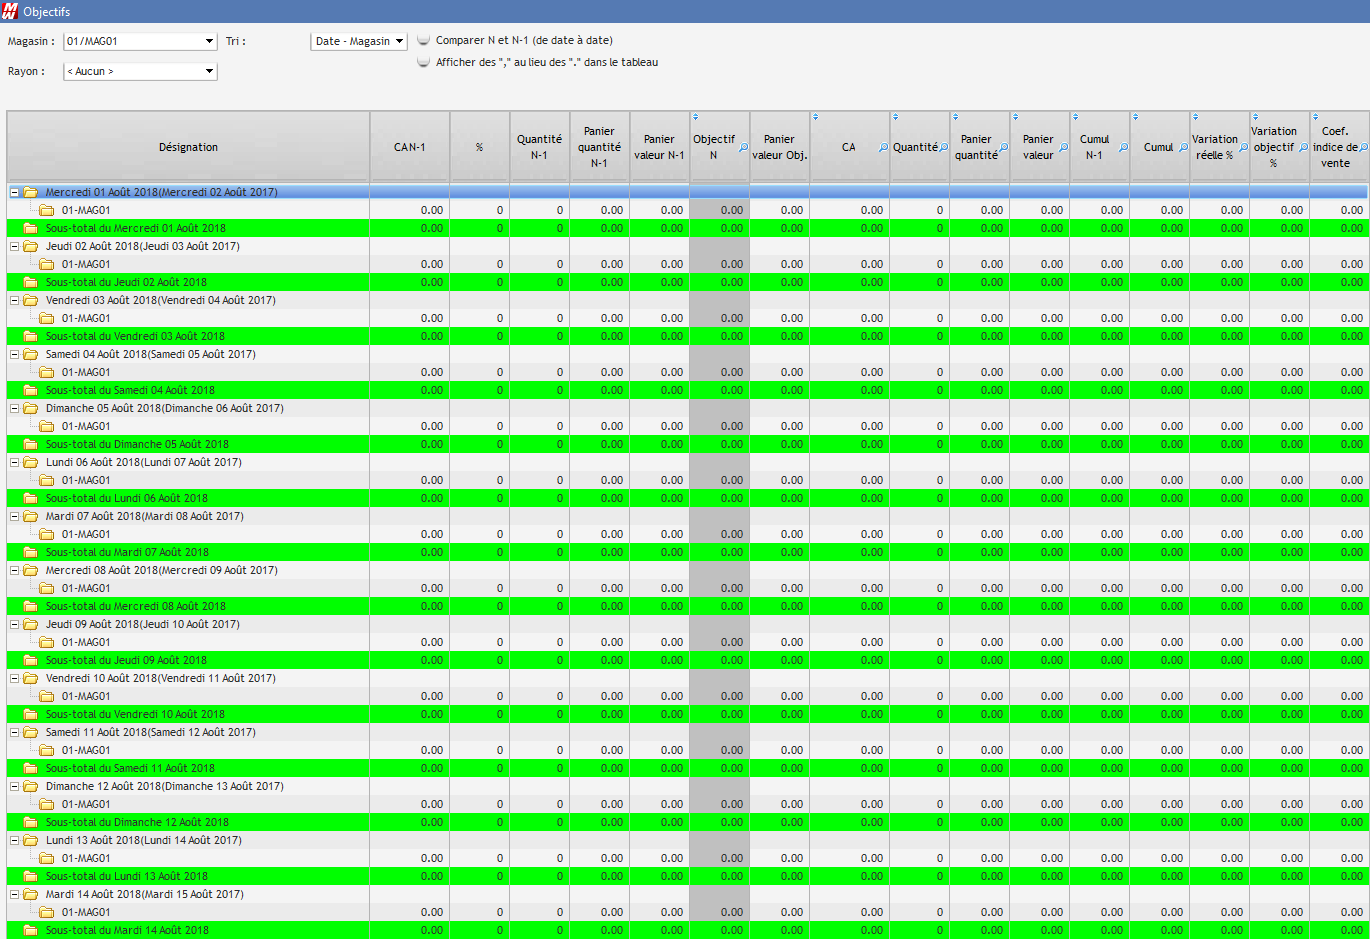 Objectifs
Magasin : 01/MAG01 Tri : Date - Magasin Comparer N et N-1 (de date à date)
Afficher des "," au lieu des "." dans le tableau
Rayon : < Aucun >
Désignation CA N-1 % Quantité N-1 Panier quantité N-1 Panier valeur N-1 Objectif N Panier valeur Obj. CA Quantité Panier quantité Panier valeur Cumul N-1 Cumul Variation réelle % Variation objectif % Coef. indice de vente
Mercredi 01 Août 2018(Mercredi 02 Août 2017)
01-MAG01 0.00 0 0 0.00 0.00 0.00 0.00 0.00 0 0.00 0.00 0.00 0.00 0.00 0.00 0.00
Sous-total du Mercredi 01 Août 2018 0.00 0 0 0.00 0.00 0.00 0.00 0.00 0 0.00 0.00 0.00 0.00 0.00 0.00 0.00
Jeudi 02 Août 2018(Jeudi 03 Août 2017)
01-MAG01 0.00 0 0 0.00 0.00 0.00 0.00 0.00 0 0.00 0.00 0.00 0.00 0.00 0.00 0.00
Sous-total du Jeudi 02 Août 2018 0.00 0 0 0.00 0.00 0.00 0.00 0.00 0 0.00 0.00 0.00 0.00 0.00 0.00 0.00
Vendredi 03 Août 2018(Vendredi 04 Août 2017)
01-MAG01 0.00 0 0 0.00 0.00 0.00 0.00 0.00 0 0.00 0.00 0.00 0.00 0.00 0.00 0.00
Sous-total du Vendredi 03 Août 2018 0.00 0 0 0.00 0.00 0.00 0.00 0.00 0 0.00 0.00 0.00 0.00 0.00 0.00 0.00
Samedi 04 Août 2018(Samedi 05 Août 2017)
01-MAG01 0.00 0 0 0.00 0.00 0.00 0.00 0.00 0 0.00 0.00 0.00 0.00 0.00 0.00 0.00
Sous-total du Samedi 04 Août 2018 0.00 0 0 0.00 0.00 0.00 0.00 0.00 0 0.00 0.00 0.00 0.00 0.00 0.00 0.00
Dimanche 05 Août 2018(Dimanche 06 Août 2017)
01-MAG01 0.00 0 0 0.00 0.00 0.00 0.00 0.00 0 0.00 0.00 0.00 0.00 0.00 0.00 0.00
Sous-total du Dimanche 05 Août 2018 0.00 0 0 0.00 0.00 0.00 0.00 0.00 0 0.00 0.00 0.00 0.00 0.00 0.00 0.00
Lundi 06 Août 2018(Lundi 07 Août 2017)
01-MAG01 0.00 0 0 0.00 0.00 0.00 0.00 0.00 0 0.00 0.00 0.00 0.00 0.00 0.00 0.00
Sous-total du Lundi 06 Août 2018 0.00 0 0 0.00 0.00 0.00 0.00 0.00 0 0.00 0.00 0.00 0.00 0.00 0.00 0.00
Mardi 07 Août 2018(Mardi 08 Août 2017)
01-MAG01 0.00 0 0 0.00 0.00 0.00 0.00 0.00 0 0.00 0.00 0.00 0.00 0.00 0.00 0.00
Sous-total du Mardi 07 Août 2018 0.00 0 0 0.00 0.00 0.00 0.00 0.00 0 0.00 0.00 0.00 0.00 0.00 0.00 0.00
Mercredi 08 Août 2018(Mercredi 09 Août 2017)
01-MAG01 0.00 0 0 0.00 0.00 0.00 0.00 0.00 0 0.00 0.00 0.00 0.00 0.00 0.00 0.00
Sous-total du Mercredi 08 Août 2018 0.00 0 0 0.00 0.00 0.00 0.00 0.00 0 0.00 0.00 0.00 0.00 0.00 0.00 0.00
Jeudi 09 Août 2018(Jeudi 10 Août 2017)
01-MAG01 0.00 0 0 0.00 0.00 0.00 0.00 0.00 0 0.00 0.00 0.00 0.00 0.00 0.00 0.00
Sous-total du Jeudi 09 Août 2018 0.00 0 0 0.00 0.00 0.00 0.00 0.00 0 0.00 0.00 0.00 0.00 0.00 0.00 0.00
Vendredi 10 Août 2018(Vendredi 11 Août 2017)
01-MAG01 0.00 0 0 0.00 0.00 0.00 0.00 0.00 0 0.00 0.00 0.00 0.00 0.00 0.00 0.00
Sous-total du Vendredi 10 Août 2018 0.00 0 0 0.00 0.00 0.00 0.00 0.00 0 0.00 0.00 0.00 0.00 0.00 0.00 0.00
Samedi 11 Août 2018(Samedi 12 Août 2017)
01-MAG01 0.00 0 0 0.00 0.00 0.00 0.00 0.00 0 0.00 0.00 0.00 0.00 0.00 0.00 0.00
Sous-total du Samedi 11 Août 2018 0.00 0 0 0.00 0.00 0.00 0.00 0.00 0 0.00 0.00 0.00 0.00 0.00 0.00 0.00
Dimanche 12 Août 2018(Dimanche 13 Août 2017)
01-MAG01 0.00 0 0 0.00 0.00 0.00 0.00 0.00 0 0.00 0.00 0.00 0.00 0.00 0.00 0.00
Sous-total du Dimanche 12 Août 2018 0.00 0 0 0.00 0.00 0.00 0.00 0.00 0 0.00 0.00 0.00 0.00 0.00 0.00 0.00
Lundi 13 Août 2018(Lundi 14 Août 2017)
01-MAG01 0.00 0 0 0.00 0.00 0.00 0.00 0.00 0 0.00 0.00 0.00 0.00 0.00 0.00 0.00
Sous-total du Lundi 13 Août 2018 0.00 0 0 0.00 0.00 0.00 0.00 0.00 0 0.00 0.00 0.00 0.00 0.00 0.00 0.00
Mardi 14 Août 2018(Mardi 15 Août 2017)
01-MAG01 0.00 0 0 0.00 0.00 0.00 0.00 0.00 0 0.00 0.00 0.00 0.00 0.00 0.00 0.00
Sous-total du Mardi 14 Août 2018 0.00 0 0 0.00 0.00 0.00 0.00 0.00 0 0.00 0.00 0.00 0.00 0.00 0.00 0.00